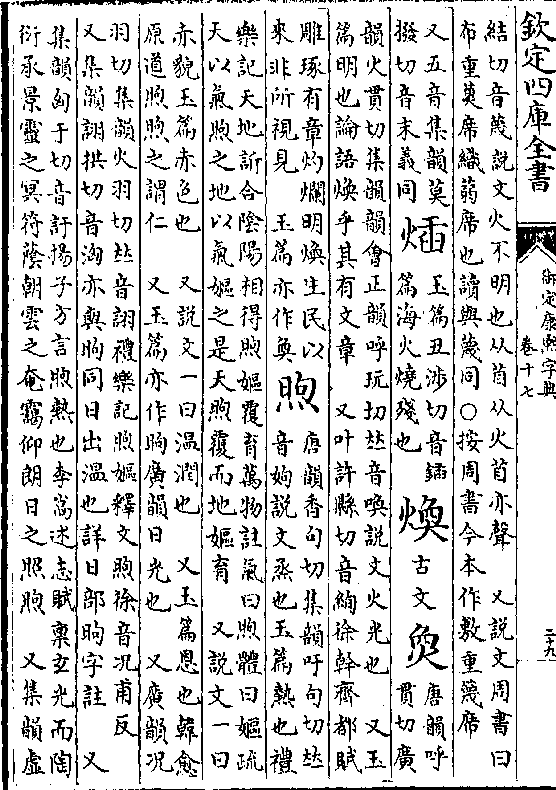 欽定四庫全書
御定康熙字典
卷十七
二十九
結切音蔑說文火不明也从苜从火苜亦聲　又說文周書曰
布重莫席織蒻席也讀與蔑同○按周書今本作敷重蔑席
又五音集韻莫
撥切音末義同
𤌍
玉篇丑涉切音鍤
篇海火燒殘也
煥
古文
奐
唐韻呼
貫切廣
韻火貫切集韻韻會正韻呼玩切𠀤音喚說文火光也　又玉
篇明也論語煥乎其有文章　又叶許縣切音絢徐幹齊都賦
雕琢有章灼爛明煥生民以
來非所視見　玉篇亦作奐
煦
唐韻香句切集韻吁句切𠀤
音姁說文烝也玉篇熱也禮
樂記天地訢合陰陽相得煦嫗覆育萬物註氣曰煦體曰嫗疏
天以氣煦之地以氣嫗之是天煦覆而地嫗育　又說文一曰
亦貌玉篇赤色也　又說文一曰温潤也　又玉篇恩也韓愈
原道煦煦之謂仁　又玉篇亦作昫廣韻日光也　又廣韻况
羽切集韻火羽切𠀤音詡禮樂記煦嫗釋文煦徐音况甫反
又集韻詡拱切音洶亦與昫同日出温也詳日部昫字註　又
集韻匈于切音訏揚子方言煦熱也李暠述志賦稟玄光而陶
衍承景靈之冥符蔭朝雲之奄靄仰朗日之照煦　又集韻虛